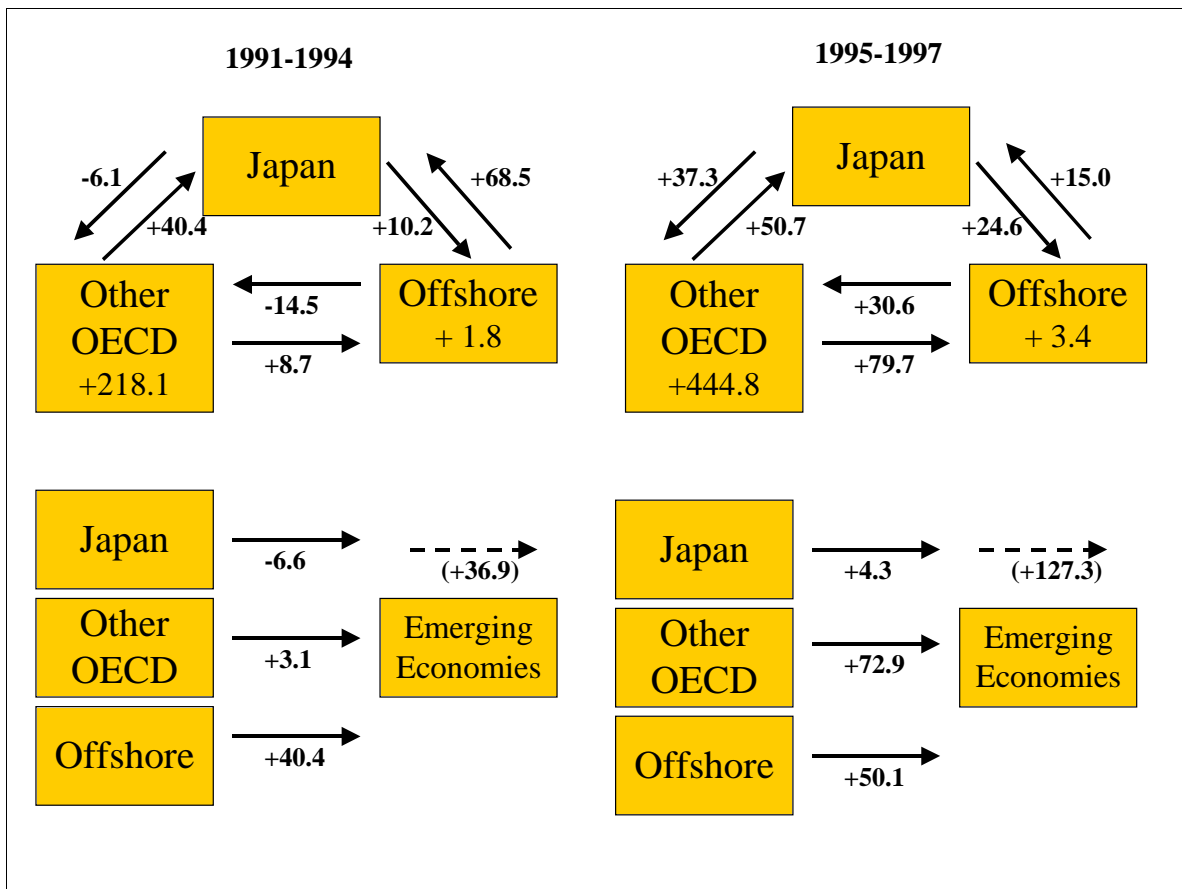 1991-1994
Japan
-6.1
+40.4
+68.5
+10.2
Other
OECD
+218.1
-14.5
+8.7
Offshore
+ 1.8
Japan
-6.6
(+36.9)
Other
OECD
+3.1
Emerging
Economies
Offshore
+40.4
1995-1997
Japan
+37.3
+50.7
+15.0
+24.6
Other
OECD
+444.8
+30.6
+79.7
Offshore
+ 3.4
Japan
+4.3
(+127.3)
Other
OECD
+72.9
Emerging
Economies
Offshore
+50.1